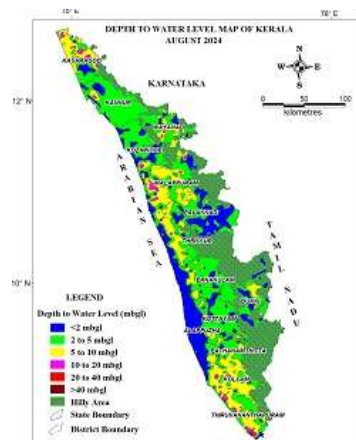 DEPTH TO WATER LEVEL MAP OF KERALA
AUGUST 2024
78° E
N
W E
S
KARNATAKA
0 50 100
kilometres
12° N
10° N
KASARAGOD
KANNUR
WAYANAD
KOZHIKODE
MALAPPURAM
PALAKKAD
THRISSUR
ERNAKULAM
IDUKKI
KOTTAYAM
ALAPPUZHA
PATHANAMTHITTA
KOLLAM
THIRUVANANTHAPURAM
ARABIAN SEA
TAMIL NADU
LEGEND
Depth to Water Level (mbgl)
<2 mbgl
2 to 5 mbgl
5 to 10 mbgl
10 to 20 mbgl
20 to 40 mbgl
>40 mbgl
Hilly Area
State Boundary
District Boundary